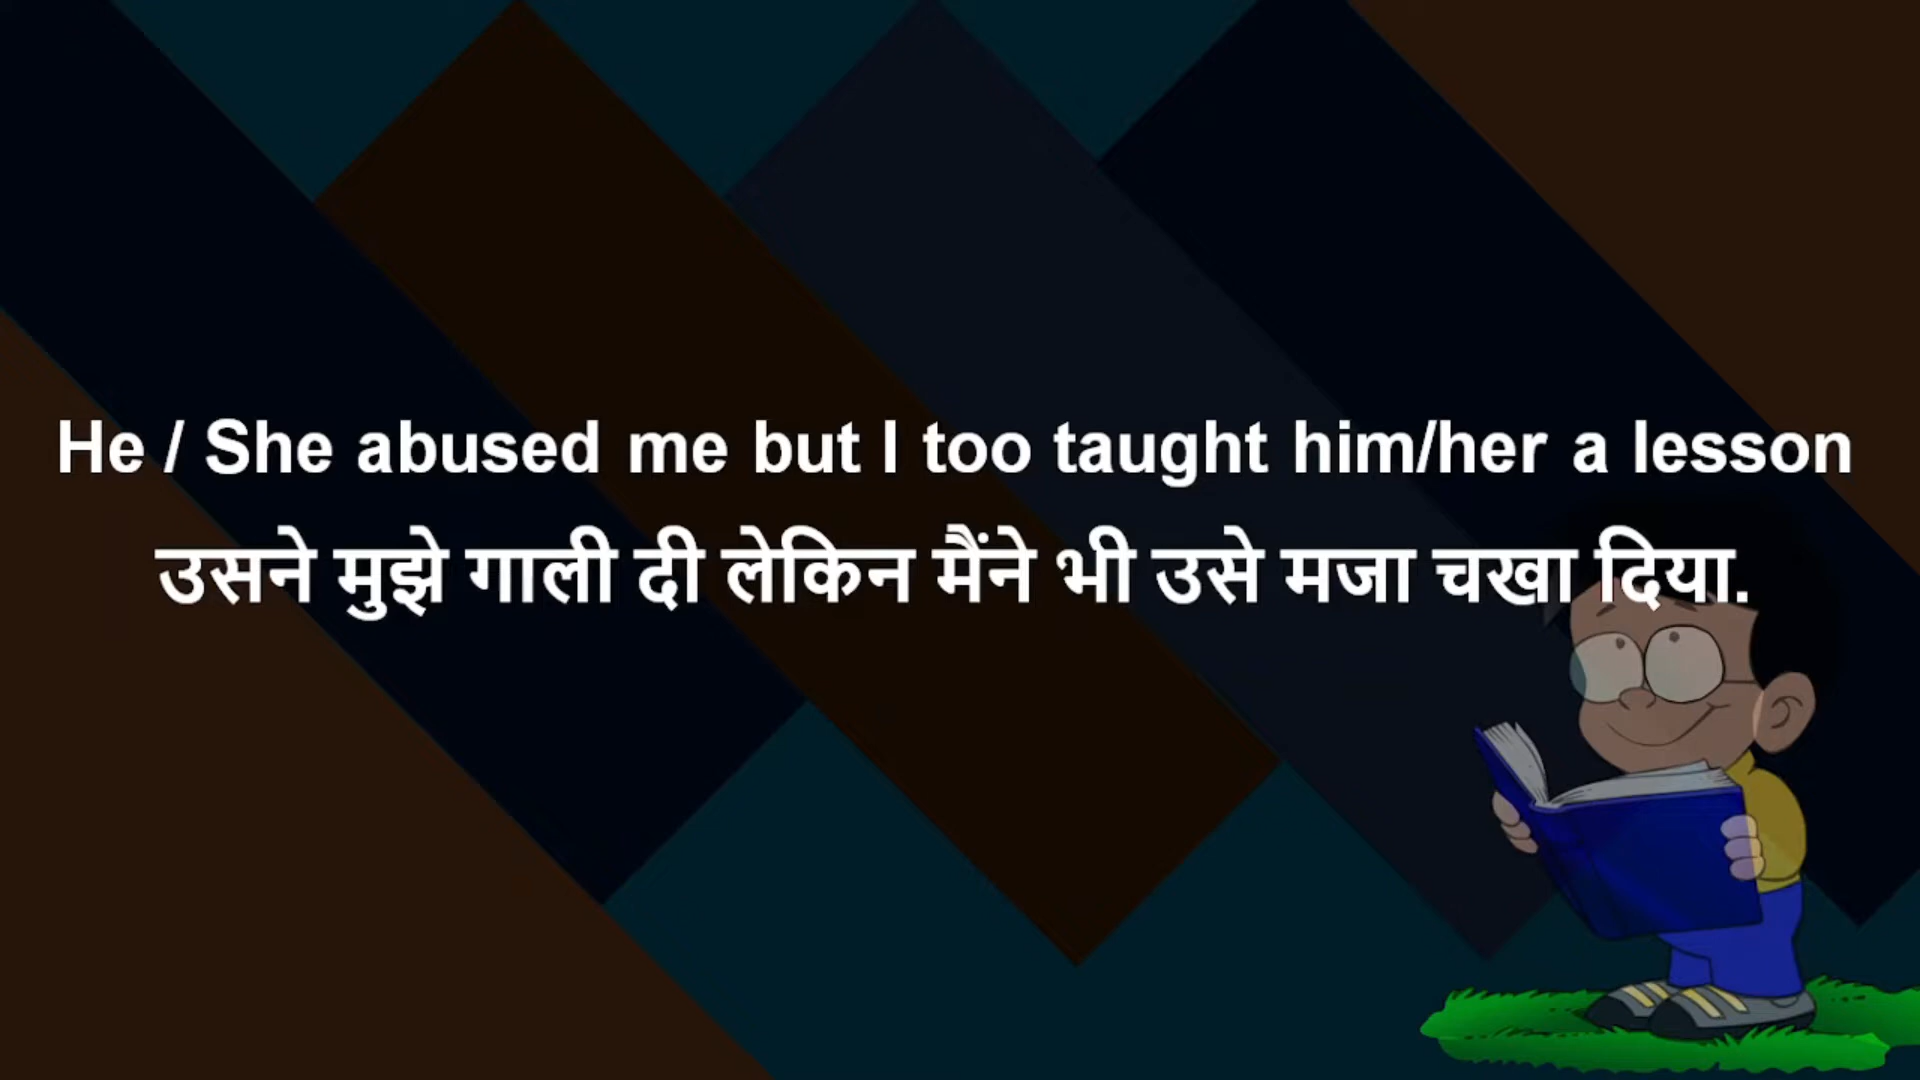 He / She abused me but I too taught him/her a lesson
उसने मुझे गाली दी लेकिन मैंने भी उसे मजा चखा दिया.